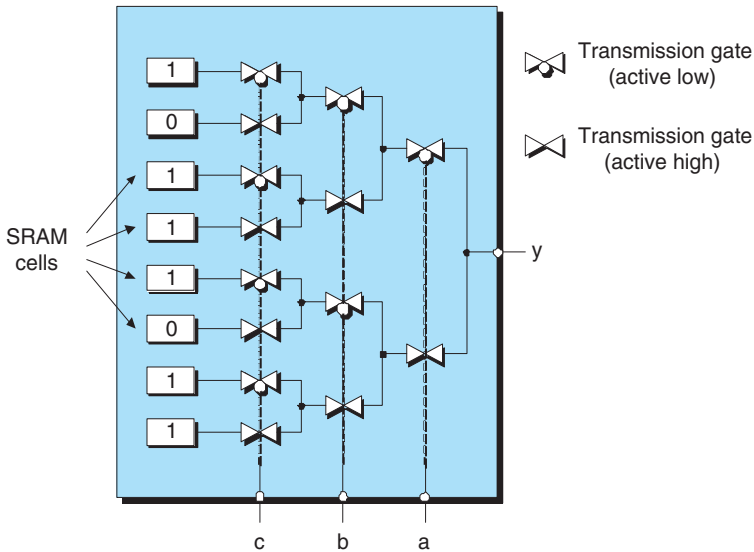 1
0
1
1
1
0
1
1
SRAM
cells
Transmission gate
(active low)
Transmission gate
(active high)
y
c
b
a